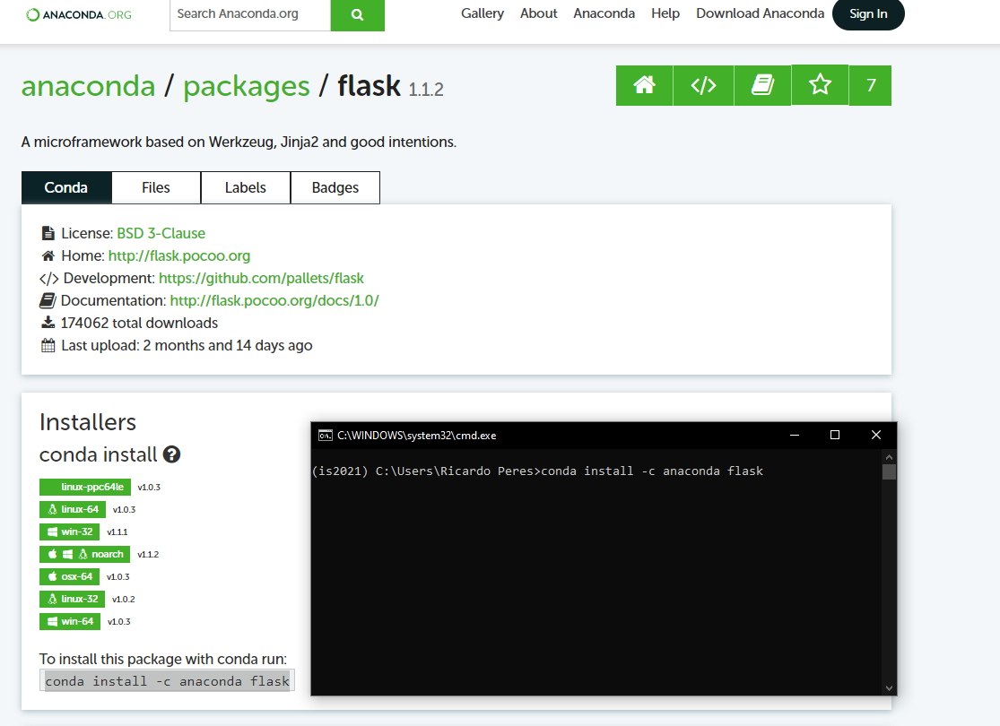 ANACONDA.ORG
Search Anaconda.org
Gallery About Anaconda Help Download Anaconda Sign In
anaconda / packages / flask 1.1.2
7
A microframework based on Werkzeug, Jinja2 and good intentions.
Conda Files Labels Badges
License: BSD 3-Clause
Home: http://flask.pocoo.org
</> Development: https://github.com/pallets/flask
Documentation: http://flask.pocoo.org/docs/1.0/
174062 total downloads
Last upload: 2 months and 14 days ago
Installers
conda install ?
linux-ppc64le v1.0.3
linux-64 v1.0.3
win-32 v1.1.1
noarch v1.1.2
osx-64 v1.0.3
linux-32 v1.0.2
win-64 v1.0.3
To install this package with conda run:
conda install -c anaconda flask
C:\WINDOWS\system32\cmd.exe
(is2021) C:\Users\Ricardo Peres>conda install -c anaconda flask